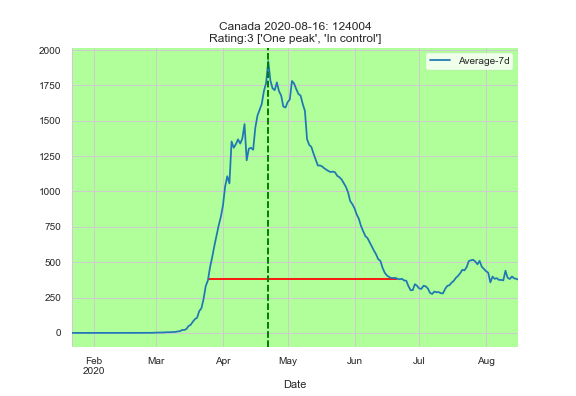 Canada 2020-08-16: 124004
Rating:3 ['One peak', 'In control']
Average-7d
2000
1750
1500
1250
1000
750
500
250
0
Feb
2020
Mar
Apr
May
Jun
Jul
Aug
Date